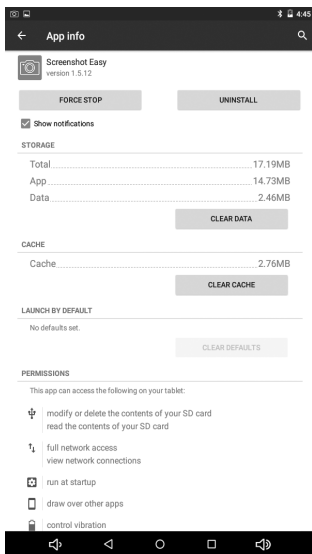 4:45
App info
Screenshot Easy
version 1.5.12
FORCE STOP
UNINSTALL
Show notifications
STORAGE
Total 17.19MB
App 14.73MB
Data 2.46MB
CLEAR DATA
CACHE
Cache 2.76MB
CLEAR CACHE
LAUNCH BY DEFAULT
No defaults set.
CLEAR DEFAULTS
PERMISSIONS
This app can access the following on your tablet:
modify or delete the contents of your SD card
read the contents of your SD card
full network access
view network connections
run at startup
draw over other apps
control vibration